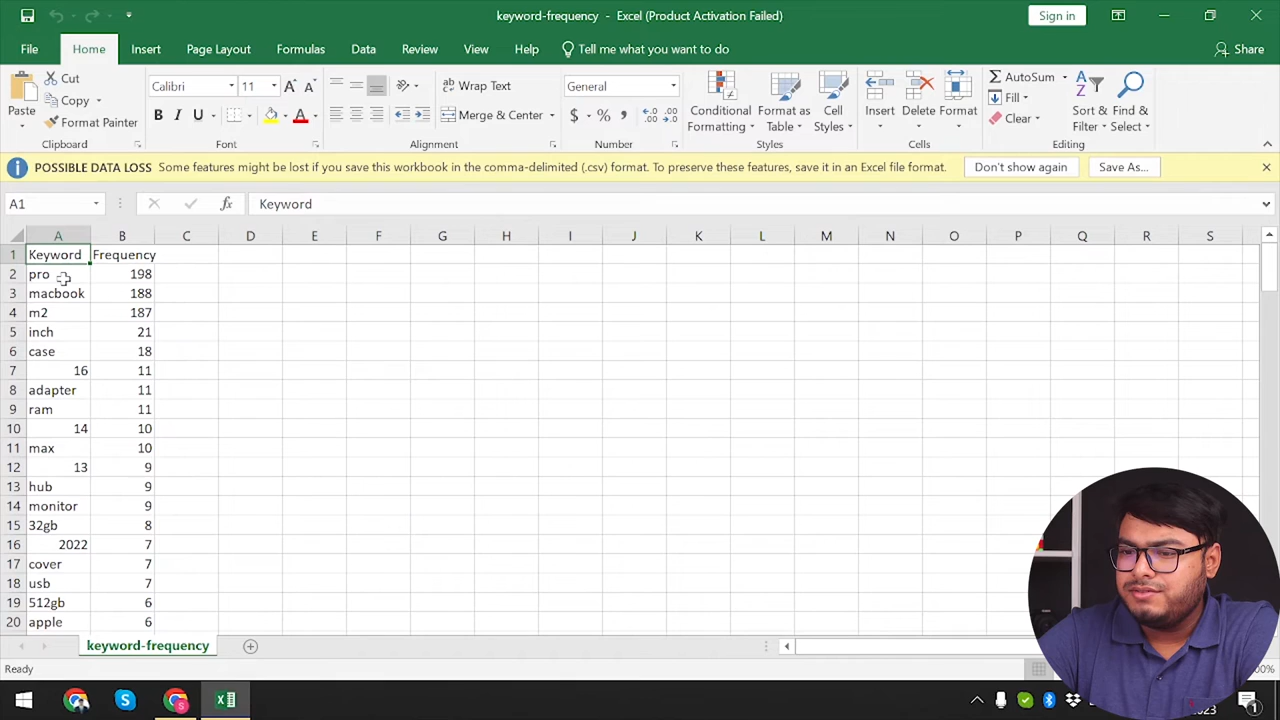 keyword-frequency - Excel (Product Activation Failed)
Sign in
File Home Insert Page Layout Formulas Data Review View Help Tell me what you want to do Share
Paste
Cut
Copy
Format Painter
Clipboard
Calibri 11
B I U
Font
Wrap Text
Merge & Center
Alignment
General
$ % ,
Number
Conditional Formatting
Format as Table
Cell Styles
Styles
Insert Delete Format
Cells
AutoSum
Fill
Clear
Sort & Filter
Find & Select
Editing
POSSIBLE DATA LOSS Some features might be lost if you save this workbook in the comma-delimited (.csv) format. To preserve these features, save it in an Excel file format. Don't show again Save As...
A1 fx Keyword
A B C D E F G H I J K L M N O P Q R S
1 Keyword Frequency
2 pro 198
3 macbook 188
4 m2 187
5 inch 21
6 case 18
7 16 11
8 adapter 11
9 ram 11
10 14 10
11 max 10
12 13 9
13 hub 9
14 monitor 9
15 32gb 8
16 2022 7
17 cover 7
18 usb 7
19 512gb 6
20 apple 6
keyword-frequency
Ready